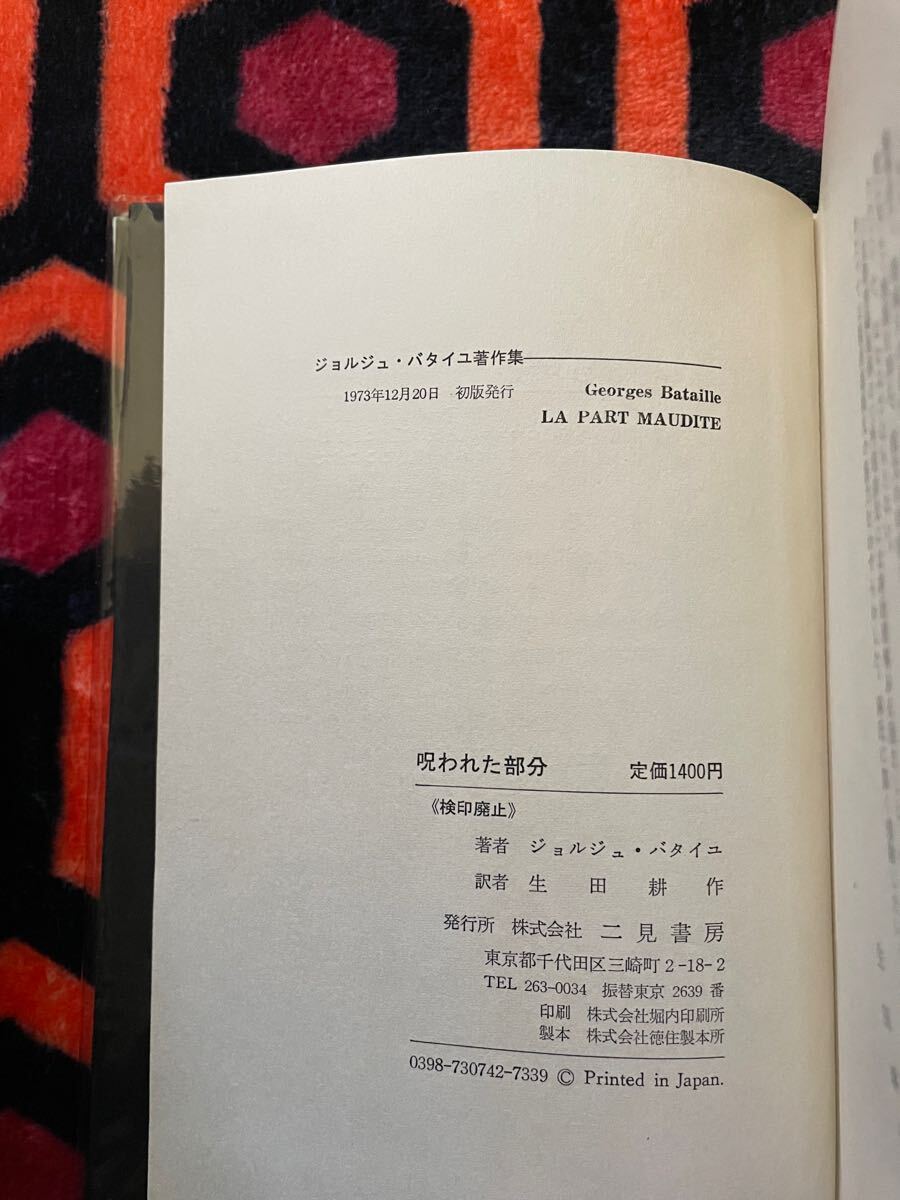 ジョルジュ・バタイユ著作集
1973年12月20日 初版発行
Georges Bataille
LA PART MAUDITE
呪われた部分 定価1400円
《検印廃止》
著者 ジョルジュ・バタイユ
訳者 生田耕作
発行所 株式会社 二見書房
東京都千代田区三崎町2-18-2
TEL 263-0034 振替東京 2639 番
印刷 株式会社堀内印刷所
製本 株式会社徳住製本所
0398-730742-7339 © Printed in Japan.